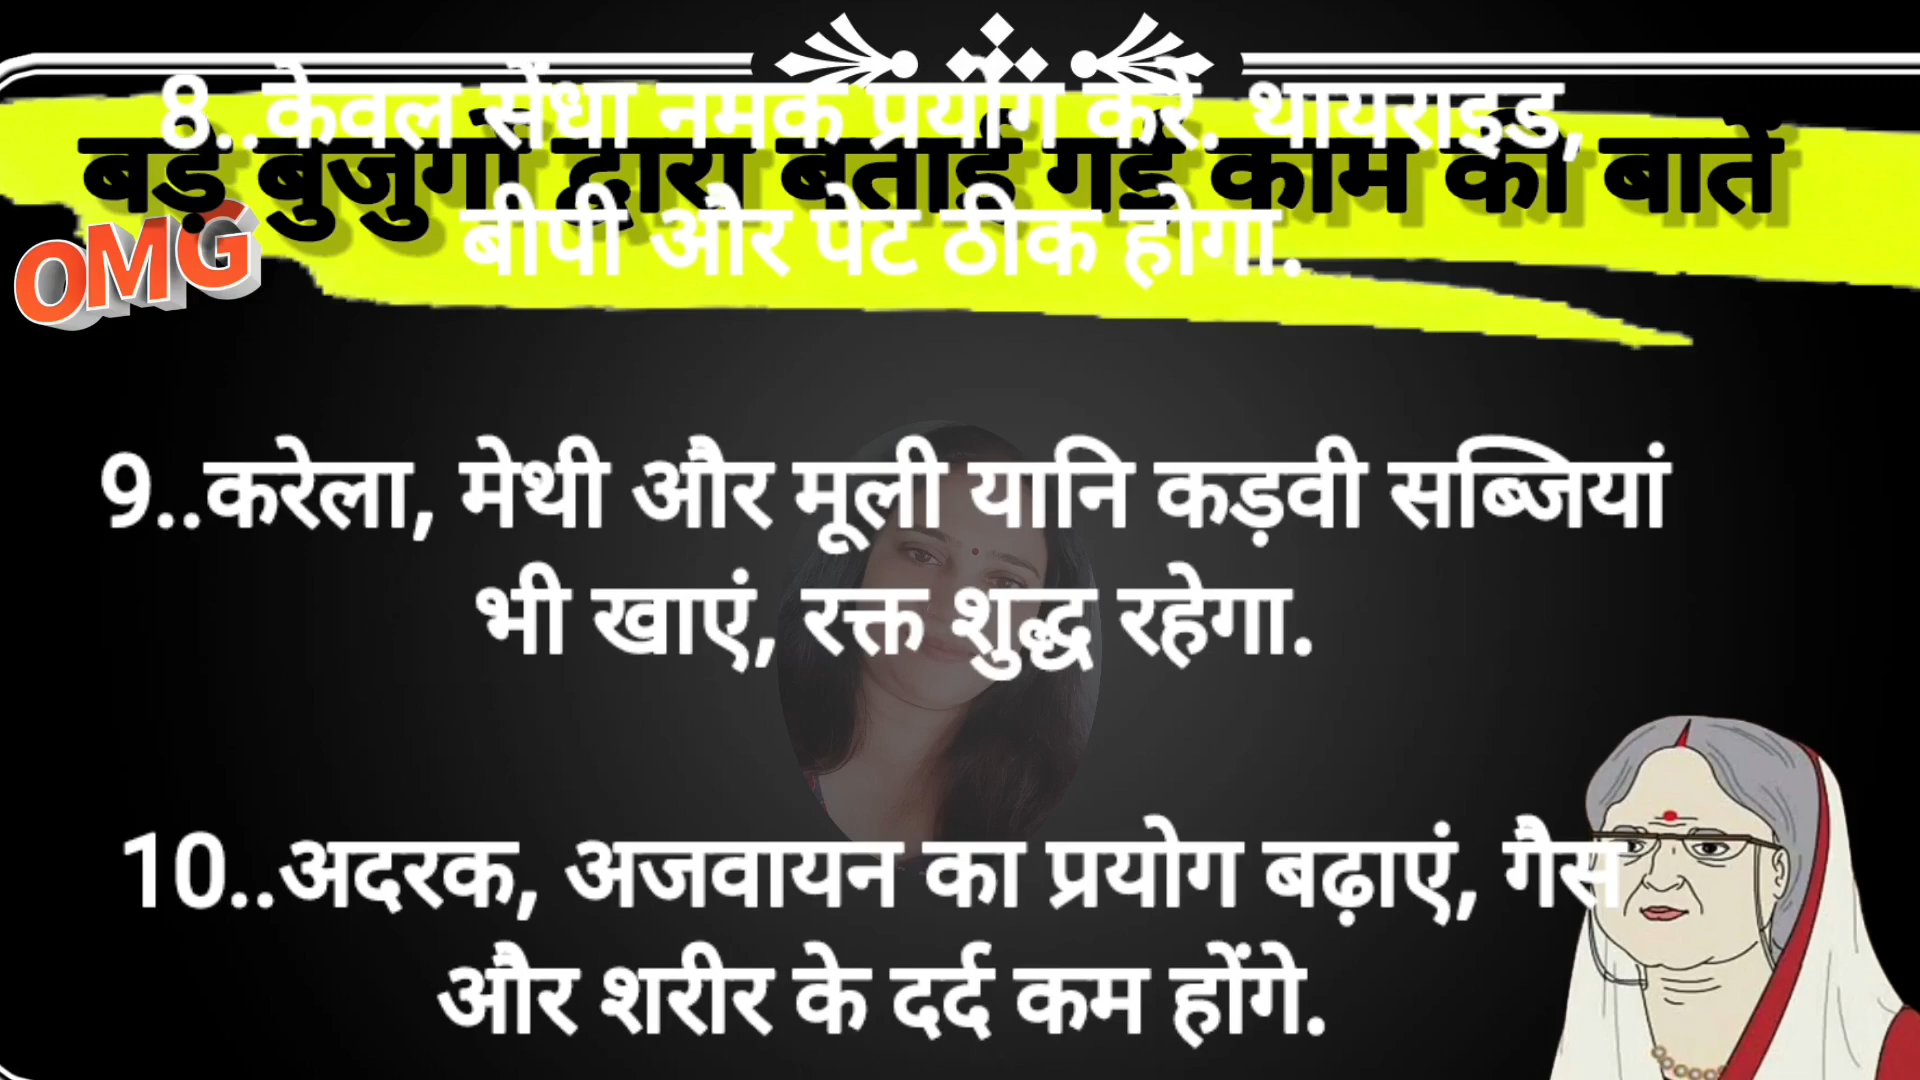 8..केवल सेंधा नमक प्रयोग करें. थायराइड,
बड़े बुजुर्गों द्वारा बताई गई काम की बातें
बीपी और पेट ठीक होगा.
OMG
9..करेला, मेथी और मूली यानि कड़वी सब्जियां
भी खाएं, रक्त शुद्ध रहेगा.
10..अदरक, अजवायन का प्रयोग बढ़ाएं, गैस
और शरीर के दर्द कम होंगे.